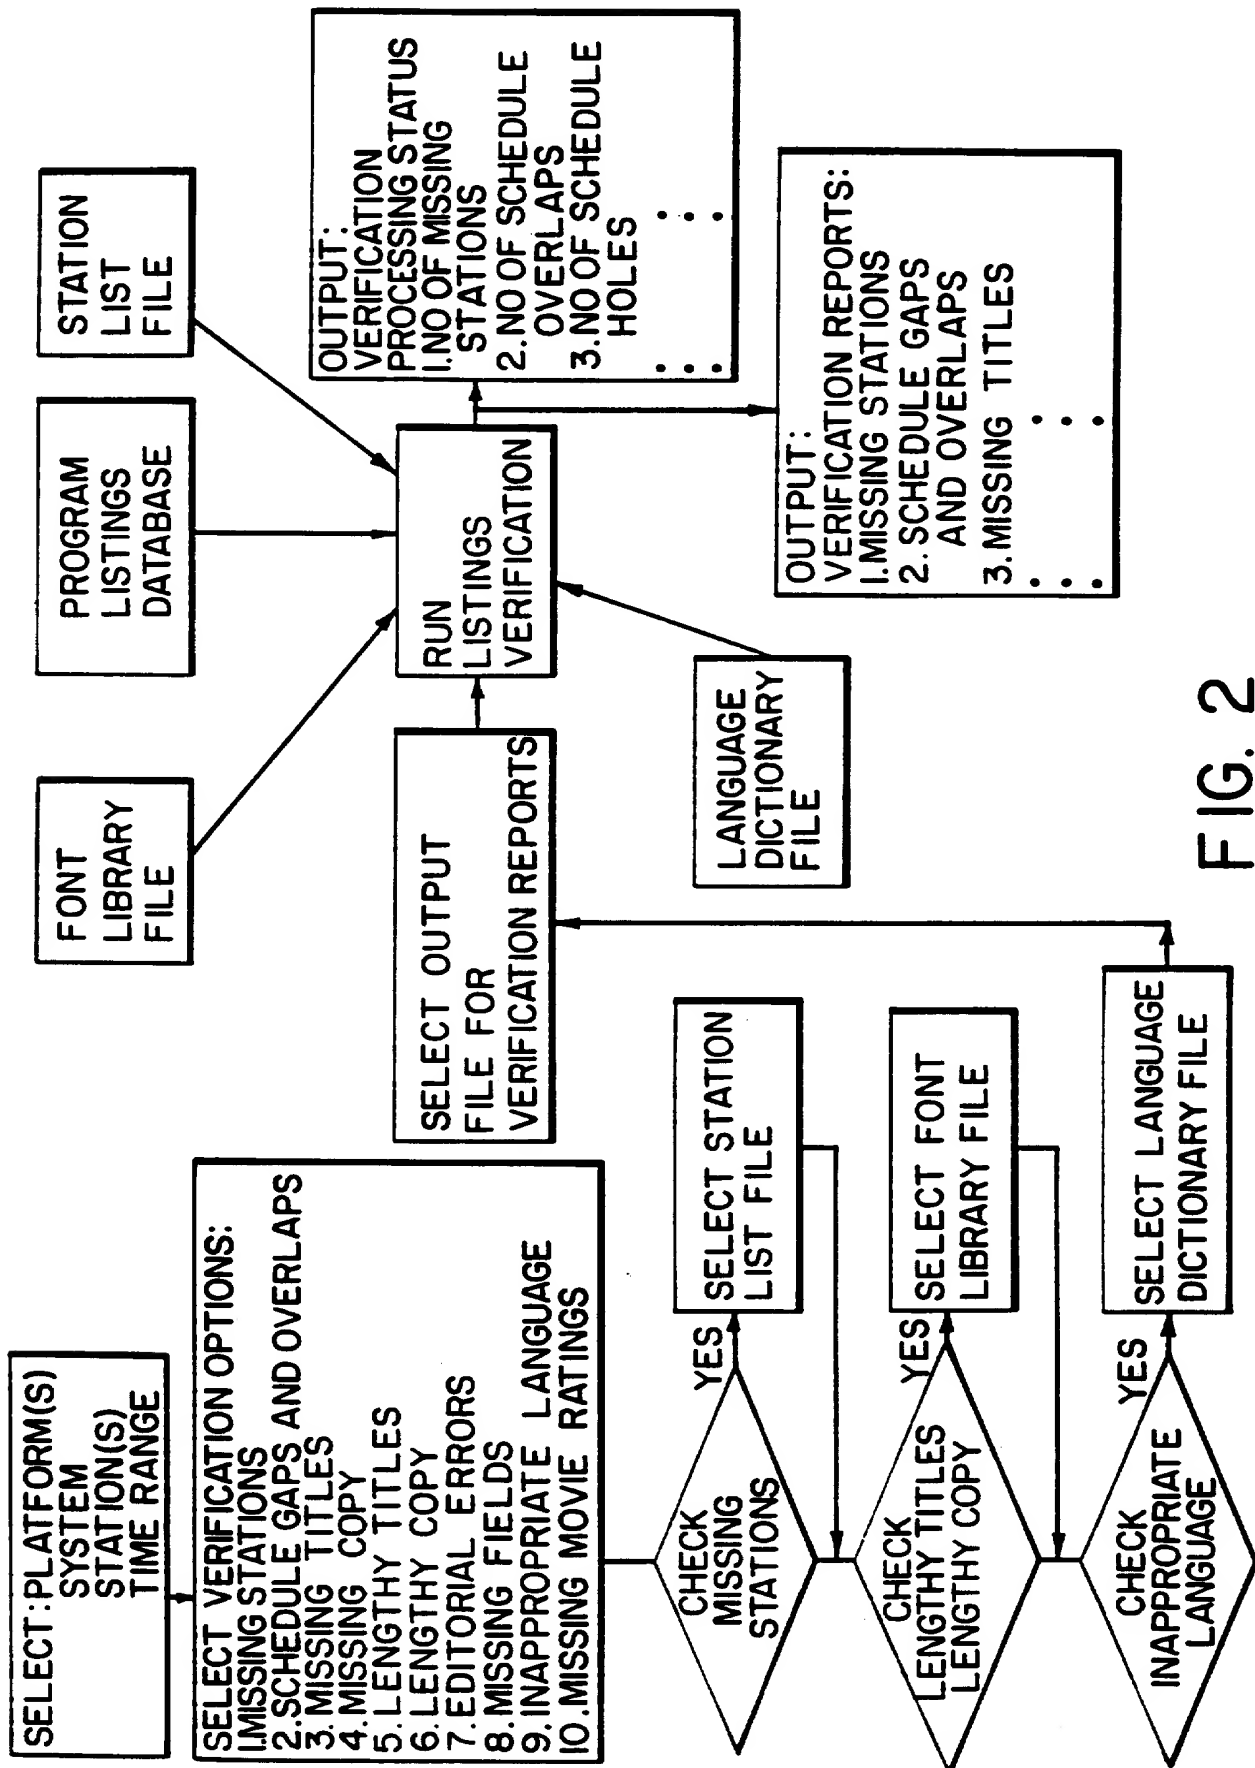 SELECT: PLATFORM(S)
SYSTEM
STATION(S)
TIME RANGE
SELECT VERIFICATION OPTIONS:
1.MISSING STATIONS
2.SCHEDULE GAPS AND OVERLAPS
3. MISSING TITLES
4. MISSING COPY
5. LENGTHY TITLES
6. LENGTHY COPY
7. EDITORIAL ERRORS
8. MISSING FIELDS
9. INAPPROPRIATE LANGUAGE
10. MISSING MOVIE RATINGS
CHECK
MISSING
STATIONS
YES
SELECT STATION
LIST FILE
CHECK
LENGTHY TITLES
LENGTHY COPY
YES
SELECT FONT
LIBRARY FILE
CHECK
INAPPROPRIATE
LANGUAGE
YES
SELECT LANGUAGE
DICTIONARY FILE
SELECT OUTPUT
FILE FOR
VERIFICATION REPORTS
FONT
LIBRARY
FILE
PROGRAM
LISTINGS
DATABASE
STATION
LIST
FILE
RUN
LISTINGS
VERIFICATION
LANGUAGE
DICTIONARY
FILE
OUTPUT:
VERIFICATION
PROCESSING STATUS
1.NO OF MISSING
STATIONS
2. NO OF SCHEDULE
OVERLAPS
3. NO OF SCHEDULE
HOLES
OUTPUT:
VERIFICATION REPORTS:
1.MISSING STATIONS
2. SCHEDULE GAPS
AND OVERLAPS
3. MISSING TITLES
FIG. 2